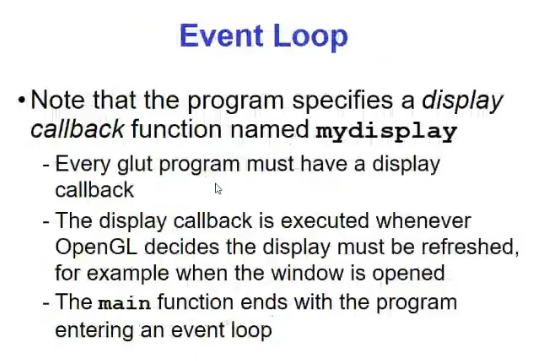 Event Loop
• Note that the program specifies a display
callback function named mydisplay
- Every glut program must have a display
callback
- The display callback is executed whenever
OpenGL decides the display must be refreshed,
for example when the window is opened
- The main function ends with the program
entering an event loop